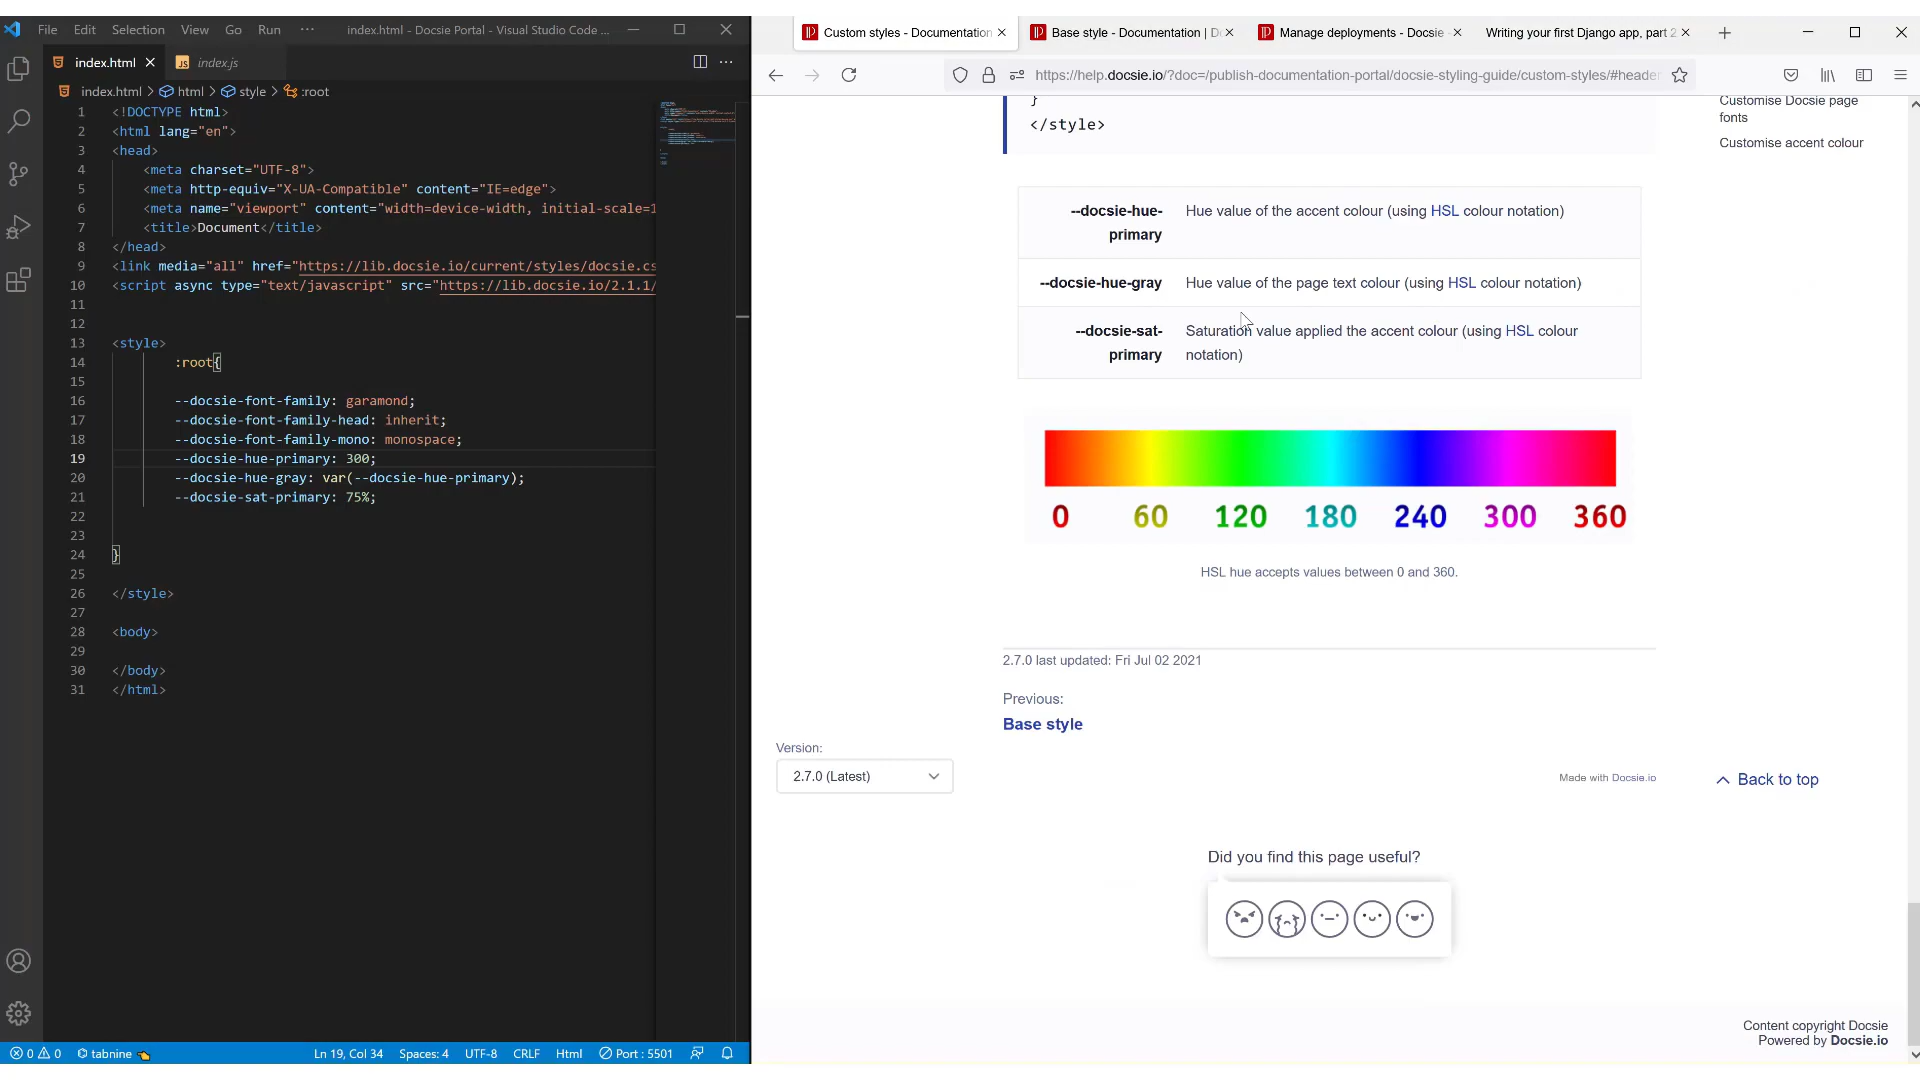 File Edit Selection View Go Run ··· index.html - Docsie Portal - Visual Studio Code ...
index.html JS index.js
index.html > html > style > :root
1 <!DOCTYPE html>
2 <html lang="en">
3 <head>
4 <meta charset="UTF-8">
5 <meta http-equiv="X-UA-Compatible" content="IE=edge">
6 <meta name="viewport" content="width=device-width, initial-scale=1
7 <title>Document</title>
8 </head>
9 <link media="all" href="https://lib.docsie.io/current/styles/docsie.cs
10 <script async type="text/javascript" src="https://lib.docsie.io/2.1.1/
11
12
13 <style>
14 :root{
15
16 --docsie-font-family: garamond;
17 --docsie-font-family-head: inherit;
18 --docsie-font-family-mono: monospace;
19 --docsie-hue-primary: 300;
20 --docsie-hue-gray: var(--docsie-hue-primary);
21 --docsie-sat-primary: 75%;
22
23
24 }
25
26 </style>
27
28 <body>
29
30 </body>
31 </html>
0 0 tabnine Ln 19, Col 34 Spaces: 4 UTF-8 CRLF Html Port : 5501
Custom styles - Documentation Base style - Documentation | Do Manage deployments - Docsie Writing your first Django app, part 2
https://help.docsie.io/?doc=/publish-documentation-portal/docsie-styling-guide/custom-styles/#header
}
</style>
Customise Docsie page
fonts
Customise accent colour
--docsie-hue-
primary
Hue value of the accent colour (using HSL colour notation)
--docsie-hue-gray Hue value of the page text colour (using HSL colour notation)
--docsie-sat-
primary
Saturation value applied the accent colour (using HSL colour
notation)
0 60 120 180 240 300 360
HSL hue accepts values between 0 and 360.
2.7.0 last updated: Fri Jul 02 2021
Previous:
Base style
Version:
2.7.0 (Latest)
Made with Docsie.io
Back to top
Did you find this page useful?
Content copyright Docsie
Powered by Docsie.io